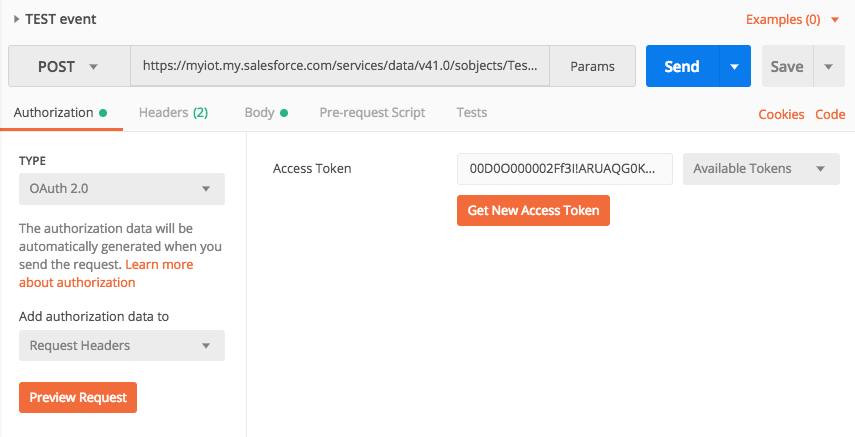 TEST event
Examples (0)
POST
https://myiot.my.salesforce.com/services/data/v41.0/sobjects/Tes...
Params
Send
Save
Authorization
Headers (2)
Body
Pre-request Script
Tests
Cookies
Code
TYPE
OAuth 2.0
The authorization data will be
automatically generated when you
send the request. Learn more
about authorization
Add authorization data to
Request Headers
Preview Request
Access Token
00D0O000002Ff3I!ARUAQG0K...
Available Tokens
Get New Access Token